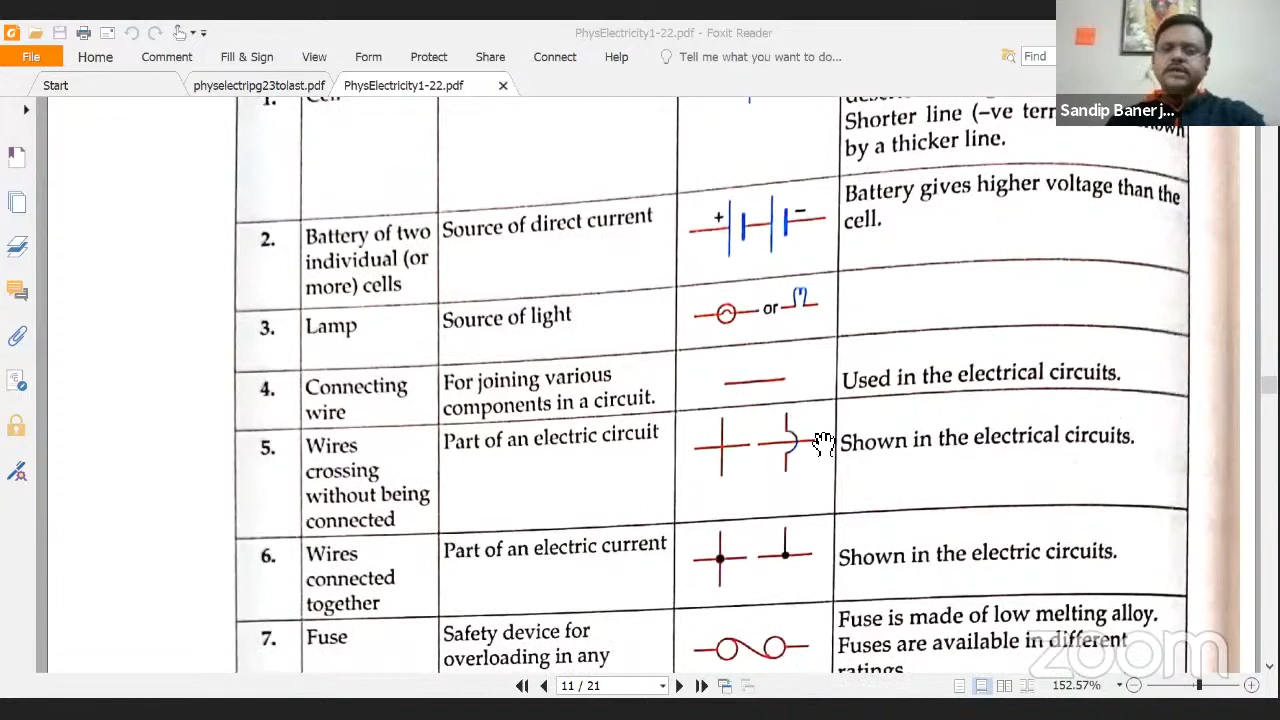 PhysElectricity1-22.pdf - Foxit Reader
File Home Comment Fill & Sign View Form Protect Share Connect Help Tell me what you want to do... Find
Start physelectripg23tolast.pdf PhysElectricity1-22.pdf
Sandip Banerj...
1. Cell
Shorter line (–ve
by a thicker line.
2. Battery of two
individual (or
more) cells
Source of direct current
+ –
Battery gives higher voltage than the
cell.
3. Lamp
Source of light
or
4. Connecting
wire
For joining various
components in a circuit.
Used in the electrical circuits.
5. Wires
crossing
without being
connected
Part of an electric circuit
Shown in the electrical circuits.
6. Wires
connected
together
Part of an electric current
Shown in the electric circuits.
7. Fuse
Safety device for
overloading in any
Fuse is made of low melting alloy.
Fuses are available in different
ratings
zoom
11 / 21
152.57%